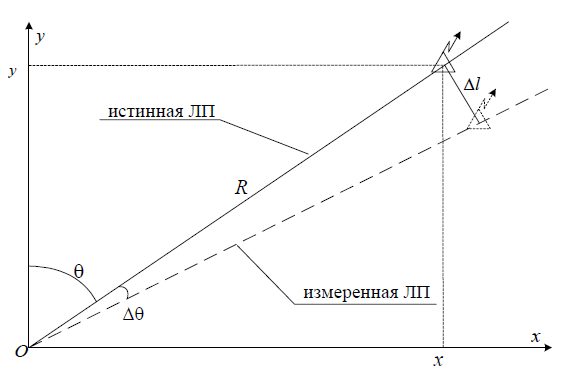 y
y
Δl
истинная ЛП
R
θ
измеренная ЛП
Δθ
O
x
x